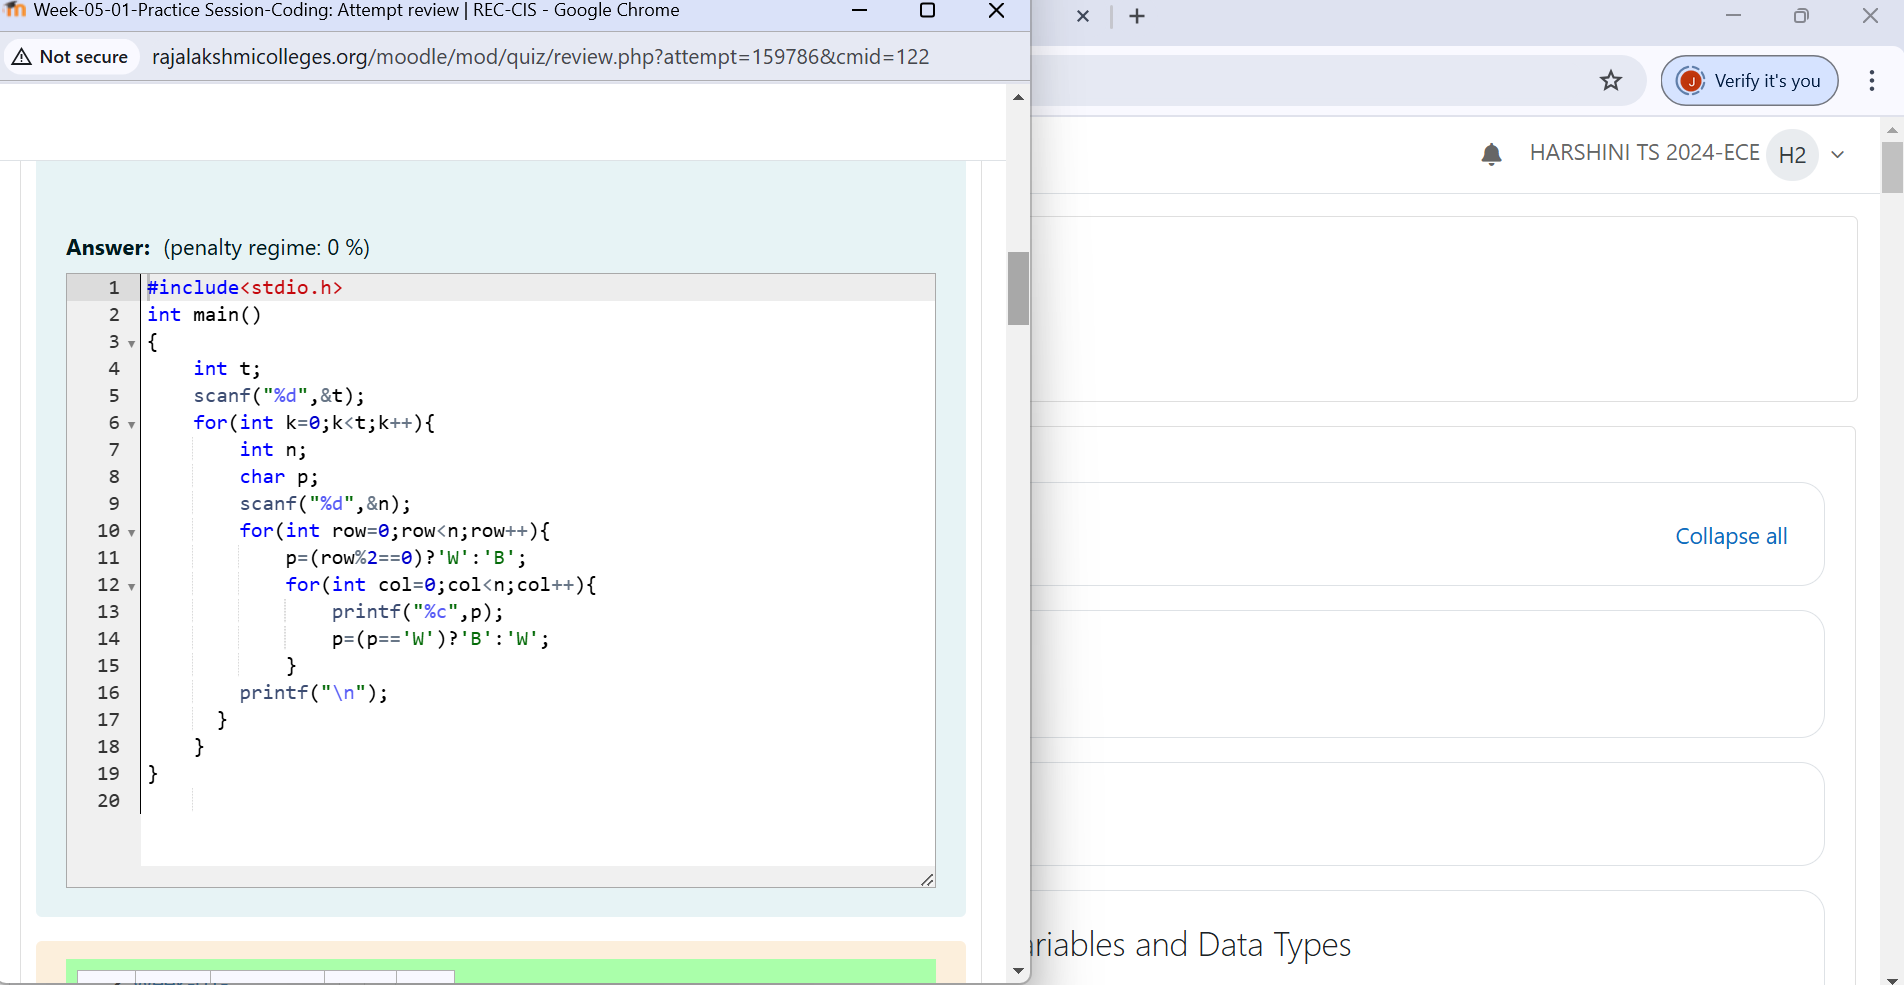 Week-05-01-Practice Session-Coding: Attempt review | REC-CIS - Google Chrome
Not secure rajalakshmicolleges.org/moodle/mod/quiz/review.php?attempt=159786&cmid=122
J Verify it's you
HARSHINI TS 2024-ECE H2
Answer: (penalty regime: 0 %)
1 #include<stdio.h>
2 int main()
3 {
4 int t;
5 scanf("%d",&t);
6 for(int k=0;k<t;k++){
7 int n;
8 char p;
9 scanf("%d",&n);
10 for(int row=0;row<n;row++){
11 p=(row%2==0)?'W':'B';
12 for(int col=0;col<n;col++){
13 printf("%c",p);
14 p=(p=='W')?'B':'W';
15 }
16 printf("\n");
17 }
18 }
19 }
20
Collapse all
ariables and Data Types